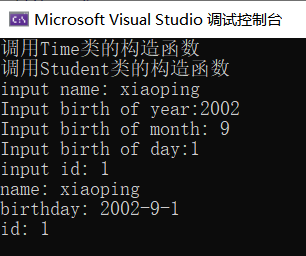 Microsoft Visual Studio 调试控制台
调用Time类的构造函数
调用Student类的构造函数
input name: xiaoping
Input birth of year:2002
Input birth of month: 9
Input birth of day:1
input id: 1
name: xiaoping
birthday: 2002-9-1
id: 1